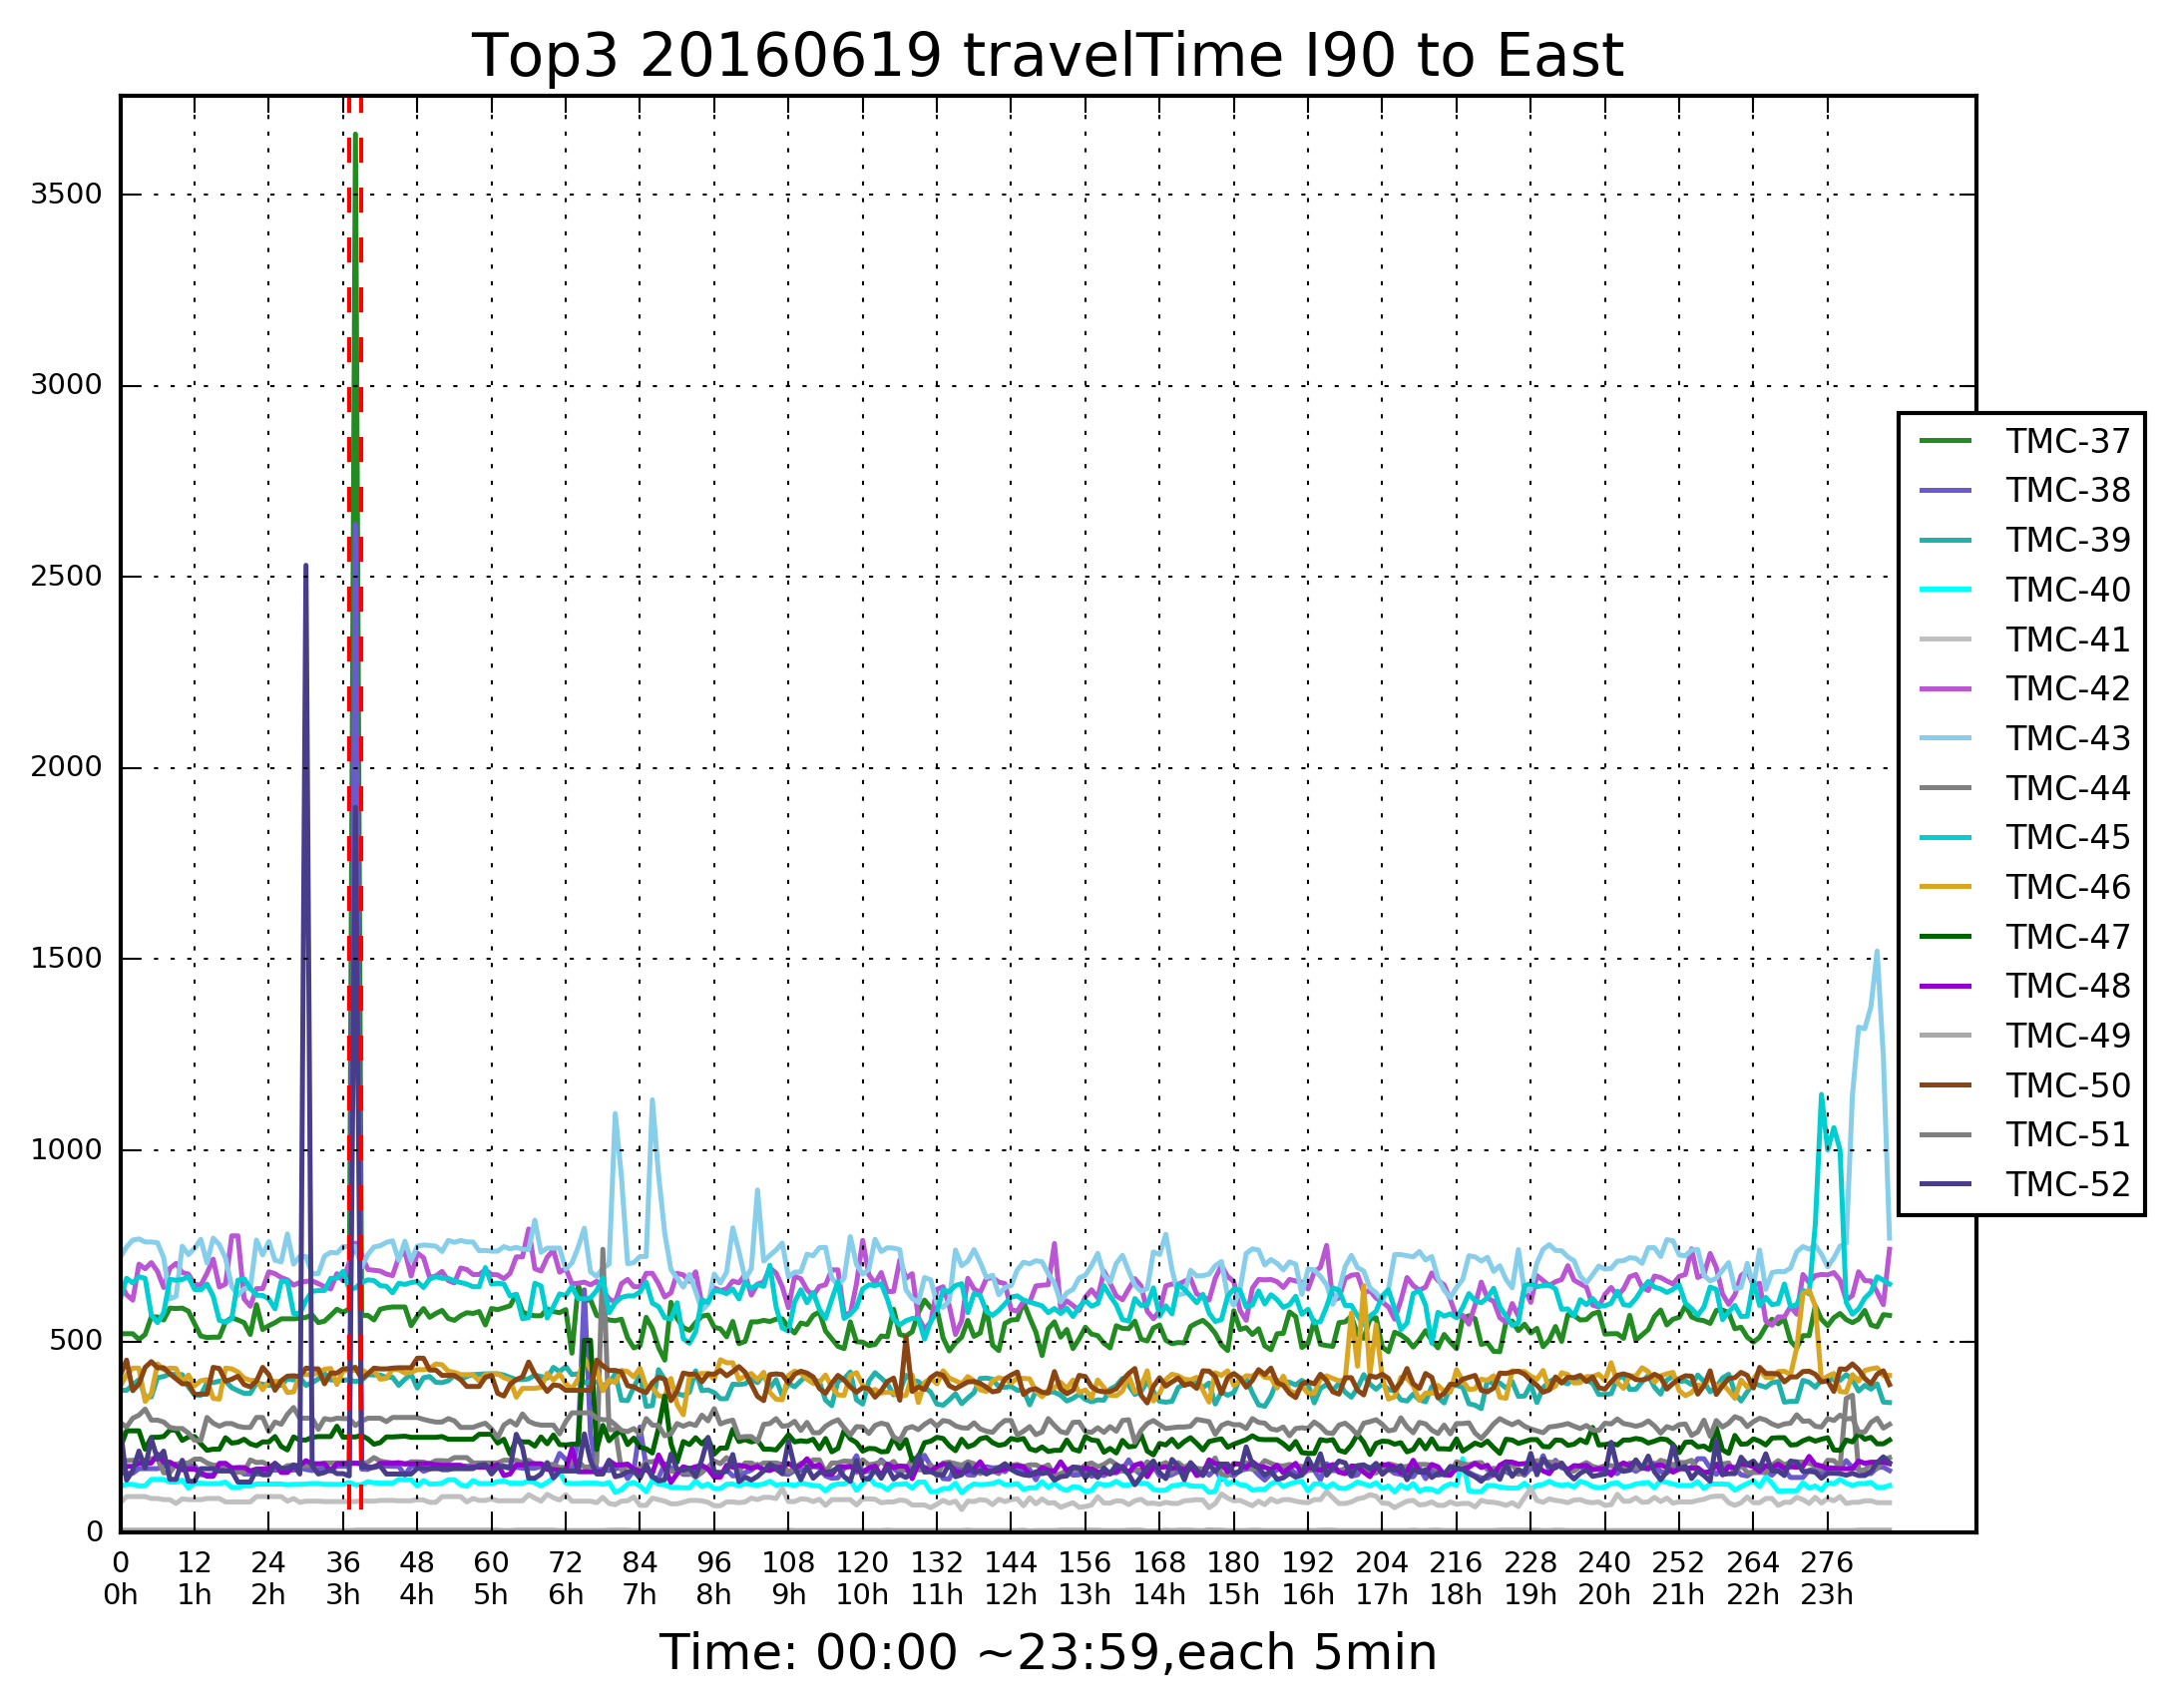 Top3 20160619 travelTime I90 to East
3500
3000
2500
2000
1500
1000
500
0
TMC-37
TMC-38
TMC-39
TMC-40
TMC-41
TMC-42
TMC-43
TMC-44
TMC-45
TMC-46
TMC-47
TMC-48
TMC-49
TMC-50
TMC-51
TMC-52
0 12 24 36 48 60 72 84 96 108 120 132 144 156 168 180 192 204 216 228 240 252 264 276
0h 1h 2h 3h 4h 5h 6h 7h 8h 9h 10h 11h 12h 13h 14h 15h 16h 17h 18h 19h 20h 21h 22h 23h
Time: 00:00 ~23:59,each 5min